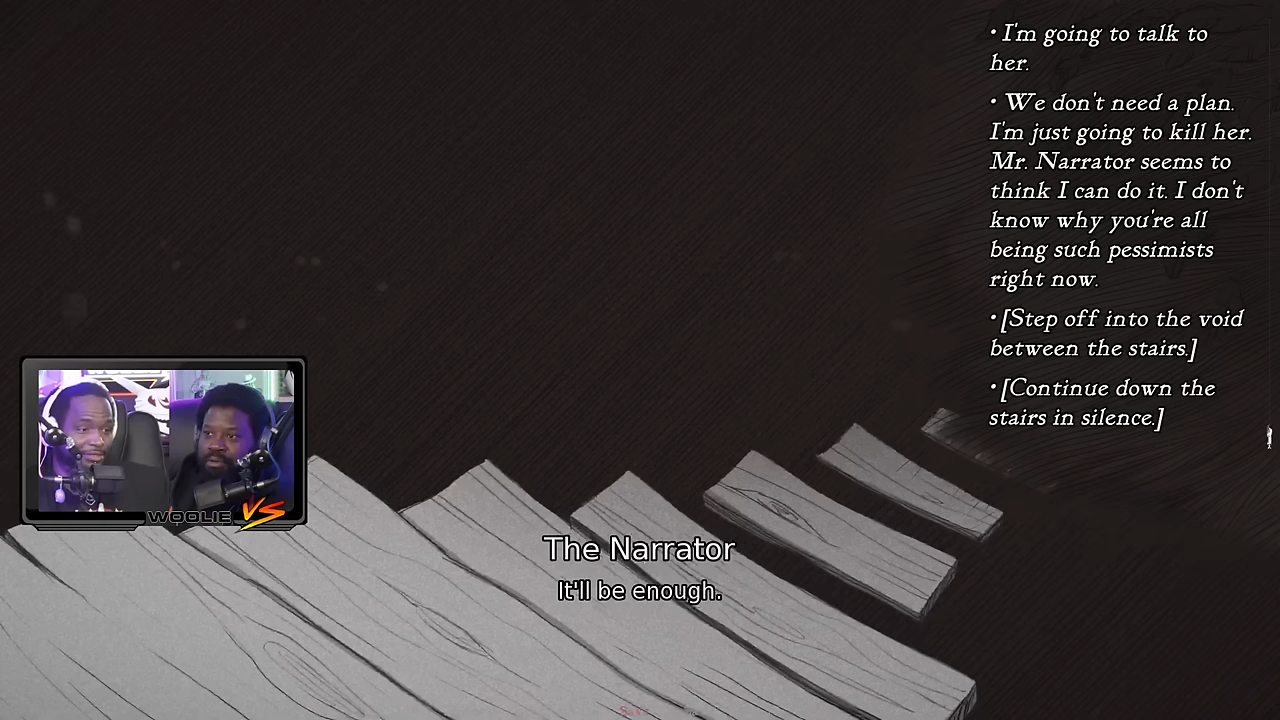 • I'm going to talk to
her.
• We don't need a plan.
I'm just going to kill her.
Mr. Narrator seems to
think I can do it. I don't
know why you're all
being such pessimists
right now.
• [Step off into the void
between the stairs.]
• [Continue down the
stairs in silence.]
WOOLIE VS
The Narrator
It'll be enough.
Save